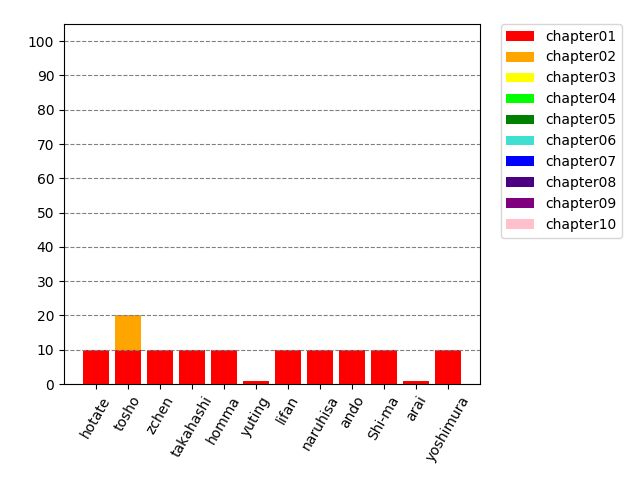 100
90
80
70
60
50
40
30
20
10
0
hotate
tosho
zchen
takahashi
homma
yuting
lifan
naruhisa
ando
Shi-ma
arai
yoshimura
chapter01
chapter02
chapter03
chapter04
chapter05
chapter06
chapter07
chapter08
chapter09
chapter10